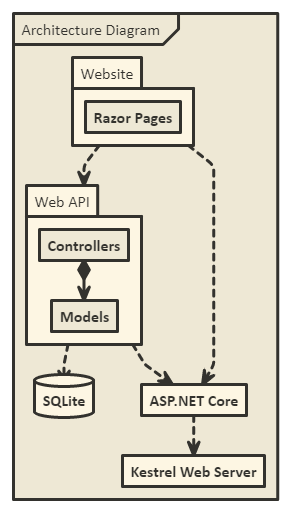 Architecture Diagram
Website
Razor Pages
Web API
Controllers
Models
SQLite
ASP.NET Core
Kestrel Web Server